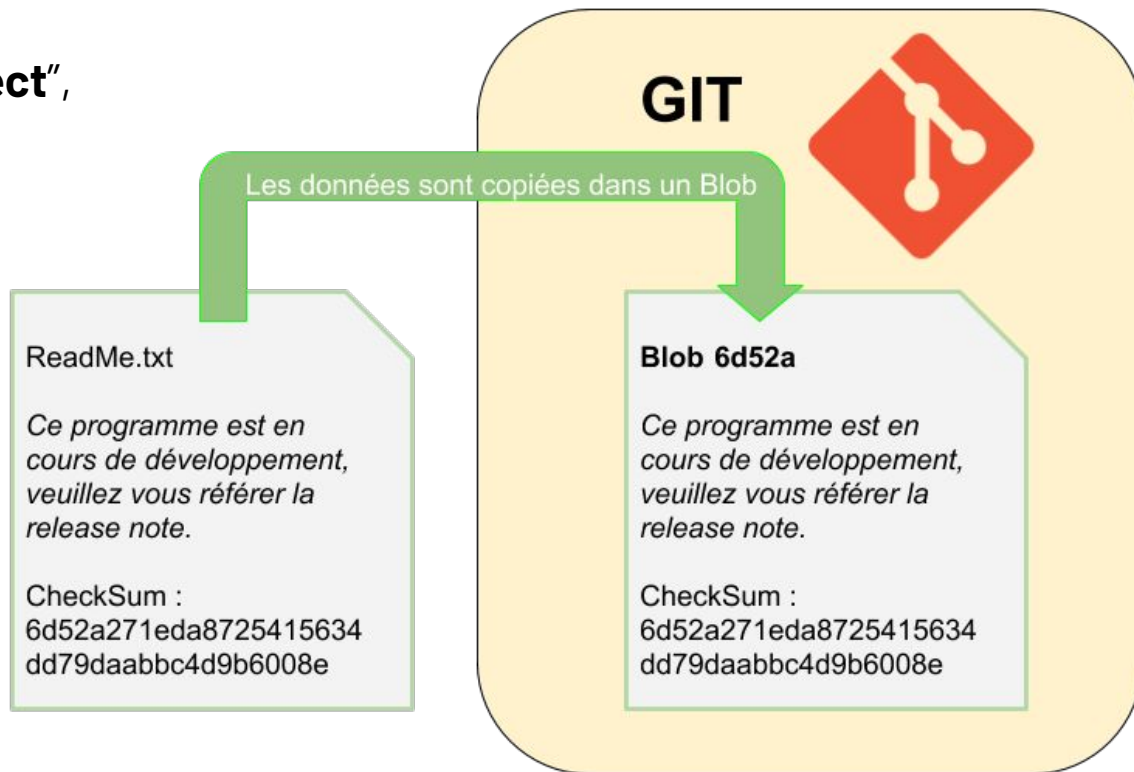 ect",
GIT
Les données sont copiées dans un Blob
ReadMe.txt
Ce programme est en
cours de développement,
veuillez vous référer la
release note.
CheckSum :
6d52a271eda8725415634
dd79daabbc4d9b6008e
Blob 6d52a
Ce programme est en
cours de développement,
veuillez vous référer la
release note.
CheckSum :
6d52a271eda8725415634
dd79daabbc4d9b6008e